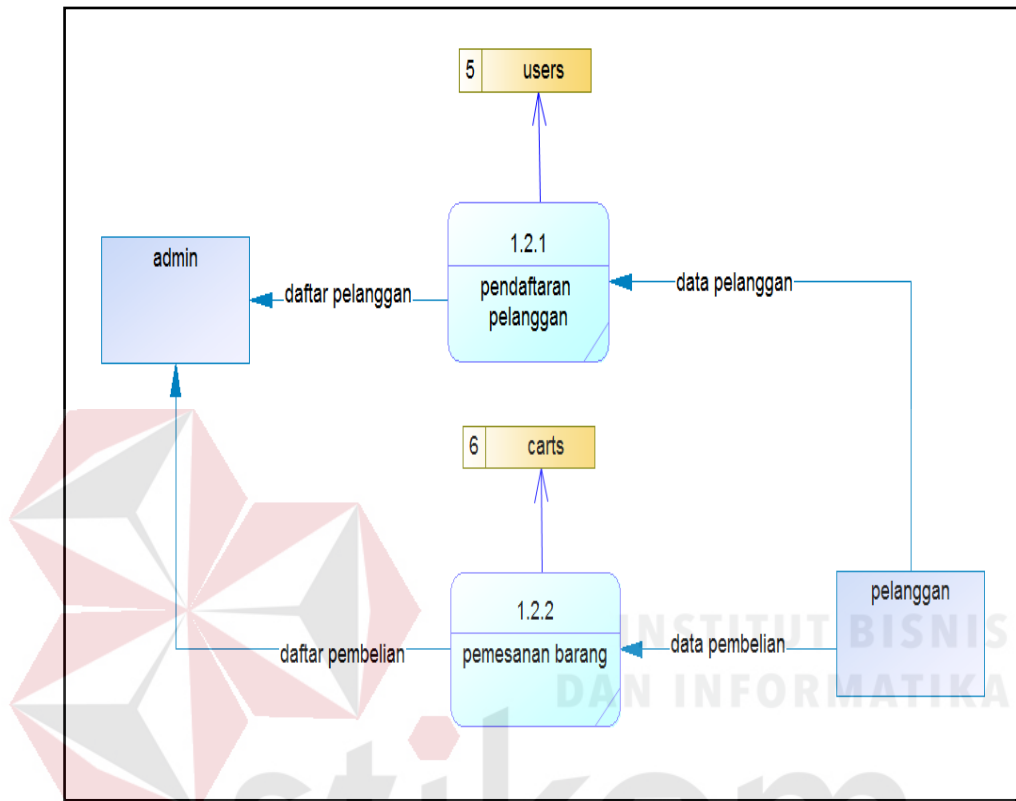 5 users
1.2.1
pendaftaran
pelanggan
admin
daftar pelanggan
data pelanggan
6 carts
1.2.2
pemesanan barang
daftar pembelian
data pembelian
pelanggan
INSTITUT BISNIS
DAN INFORMATIKA
stikom